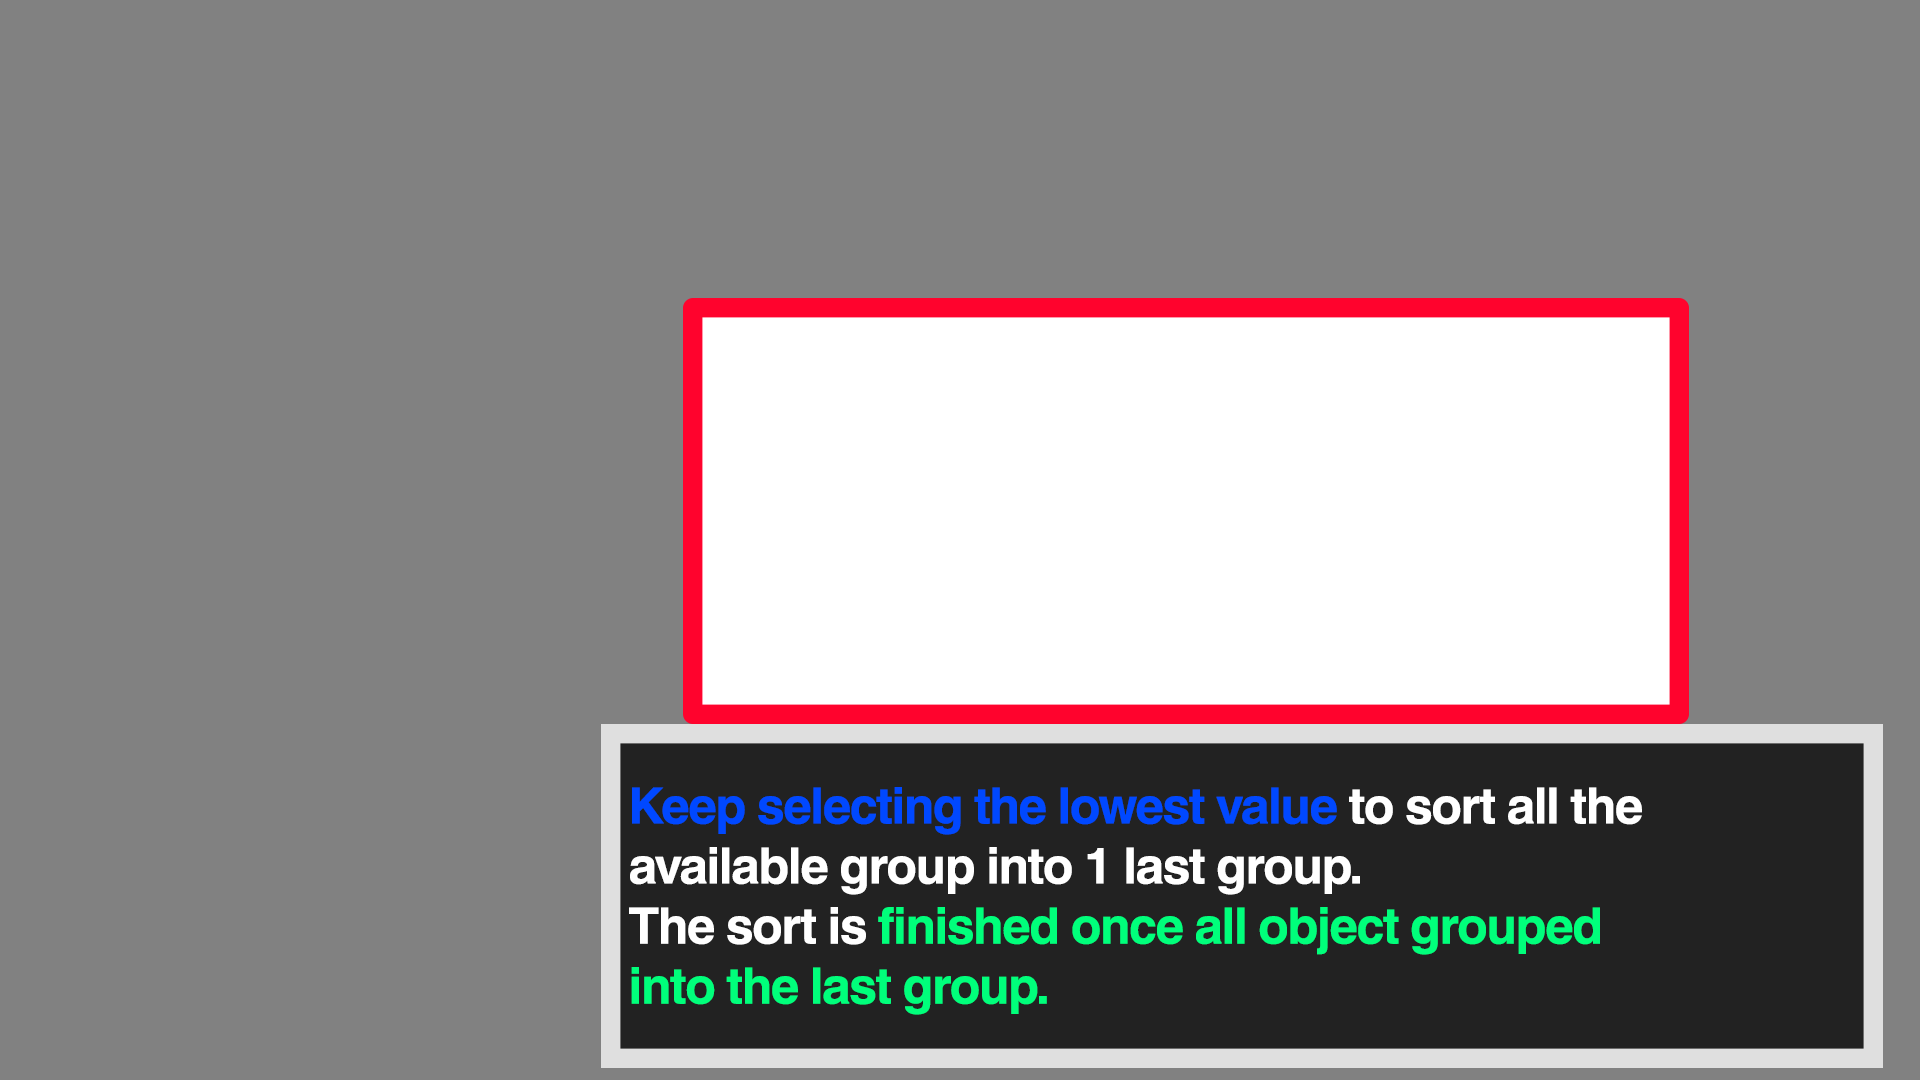 Keep selecting the lowest value to sort all the
available group into 1 last group.
The sort is finished once all object grouped
into the last group.